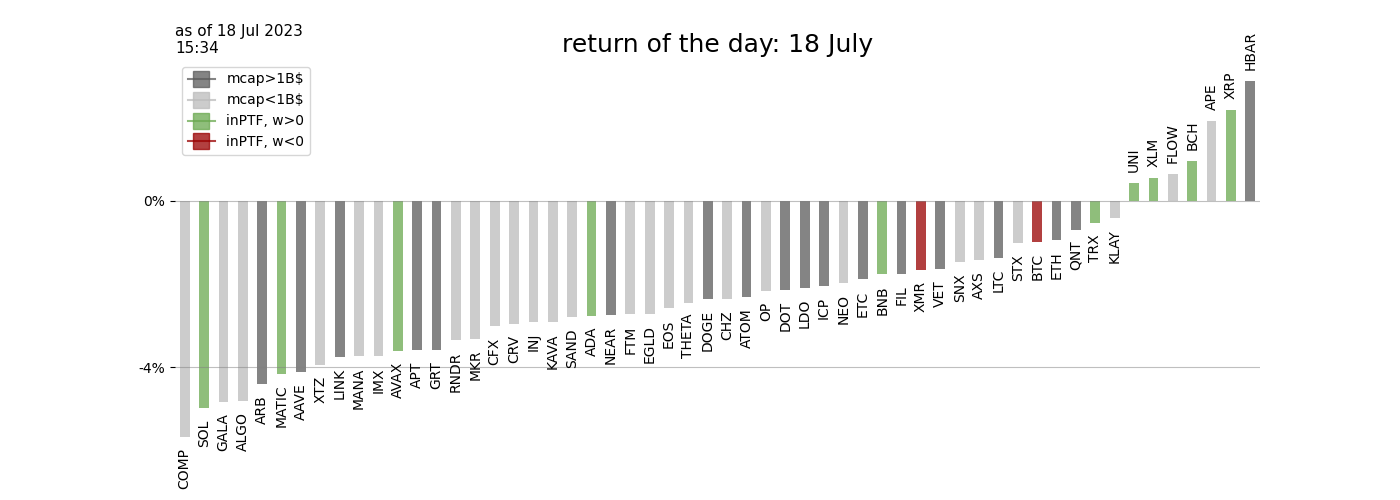 as of 18 Jul 2023
15:34
return of the day: 18 July
mcap>1B$
mcap<1B$
inPTF, w>0
inPTF, w<0
0%
-4%
COMP
SOL
GALA
ALGO
ARB
MATIC
AAVE
XTZ
LINK
MANA
IMX
AVAX
APT
GRT
RNDR
MKR
CFX
CRV
INJ
KAVA
SAND
ADA
NEAR
FTM
EGLD
EOS
THETA
DOGE
CHZ
ATOM
OP
DOT
LDO
ICP
NEO
ETC
BNB
FIL
XMR
VET
SNX
AXS
LTC
STX
BTC
ETH
QNT
TRX
KLAY
UNI
XLM
FLOW
BCH
APE
XRP
HBAR